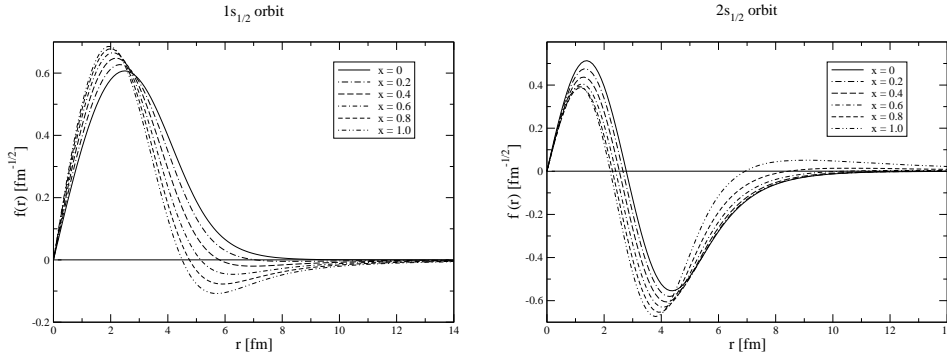 1s1/2 orbit
f(r) [fm-1/2]
0.6
0.4
0.2
0
-0.2
x = 0
x = 0.2
x = 0.4
x = 0.6
x = 0.8
x = 1.0
0 2 4 6 8 10 12 14
r [fm]
2s1/2 orbit
f (r) [fm-1/2]
0.4
0.2
0
-0.2
-0.4
-0.6
x = 0
x = 0.2
x = 0.4
x = 0.6
x = 0.8
x = 1.0
0 2 4 6 8 10 12 14
r [fm]